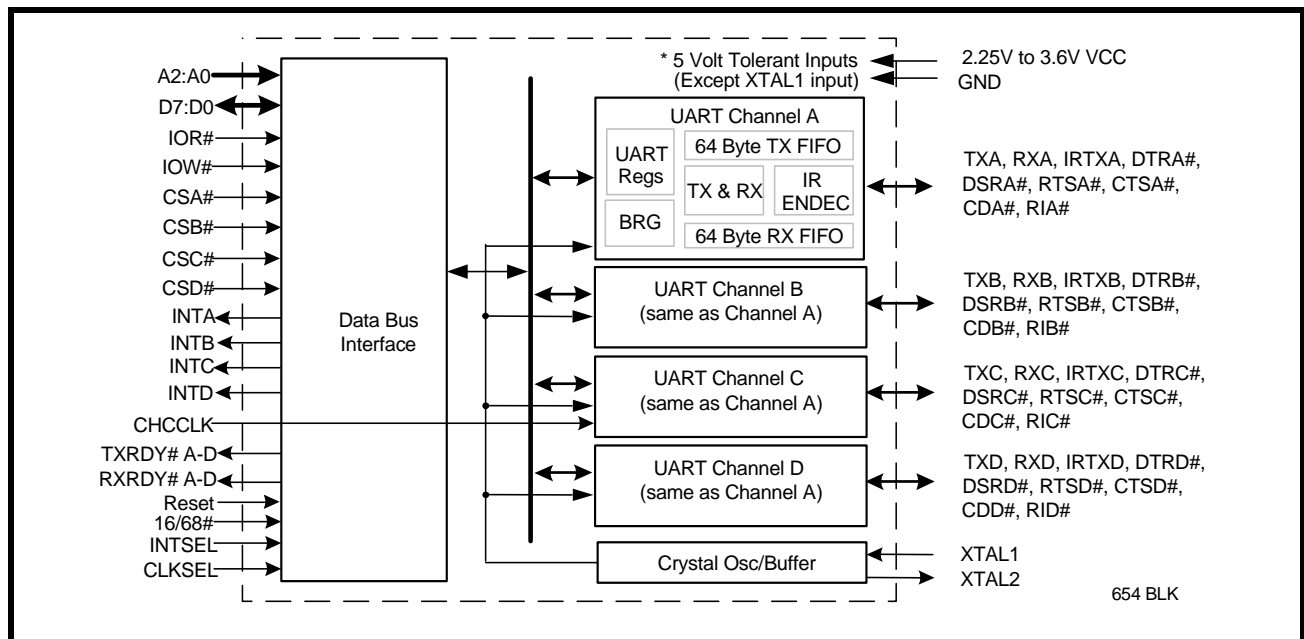 A2:A0
D7:D0
IOR#
IOW#
CSA#
CSB#
CSC#
CSD#
INTA
INTB
INTC
INTD
CHCCLK
TXRDY# A-D
RXRDY# A-D
Reset
16/68#
INTSEL
CLKSEL
Data Bus
Interface
* 5 Volt Tolerant Inputs
(Except XTAL1 input)
2.25V to 3.6V VCC
GND
UART Channel A
UART
Regs
BRG
64 Byte TX FIFO
TX & RX
IR
ENDEC
64 Byte RX FIFO
TXA, RXA, IRTXA, DTRA#,
DSRA#, RTSA#, CTSA#,
CDA#, RIA#
UART Channel B
(same as Channel A)
TXB, RXB, IRTXB, DTRB#,
DSRB#, RTSB#, CTSB#,
CDB#, RIB#
UART Channel C
(same as Channel A)
TXC, RXC, IRTXC, DTRC#,
DSRC#, RTSC#, CTSC#,
CDC#, RIC#
UART Channel D
(same as Channel A)
TXD, RXD, IRTXD, DTRD#,
DSRD#, RTSD#, CTSD#,
CDD#, RID#
Crystal Osc/Buffer
XTAL1
XTAL2
654 BLK